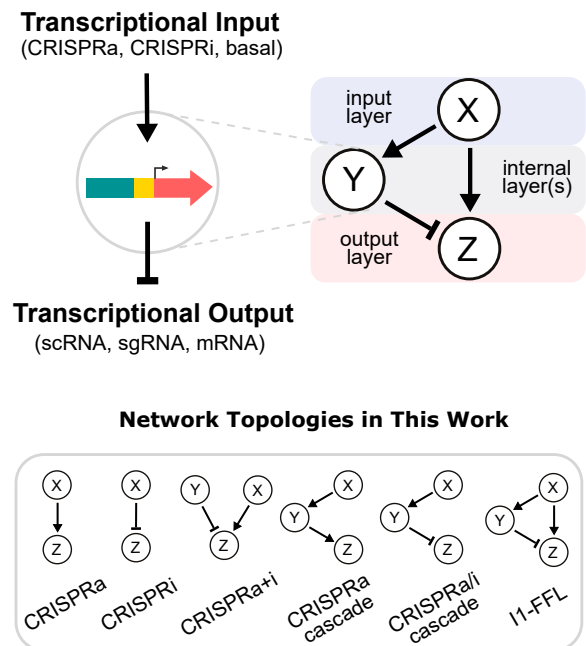 Transcriptional Input
(CRISPRa, CRISPRi, basal)
input
layer
X
Y
internal
layer(s)
output
layer
Z
Transcriptional Output
(scRNA, sgRNA, mRNA)
Network Topologies in This Work
X
Z
CRISPRa
X
Z
CRISPRi
Y
X
Z
CRISPRa+i
X
Y
Z
CRISPRa
cascade
X
Y
Z
CRISPRa/i
cascade
X
Y
Z
I1-FFL